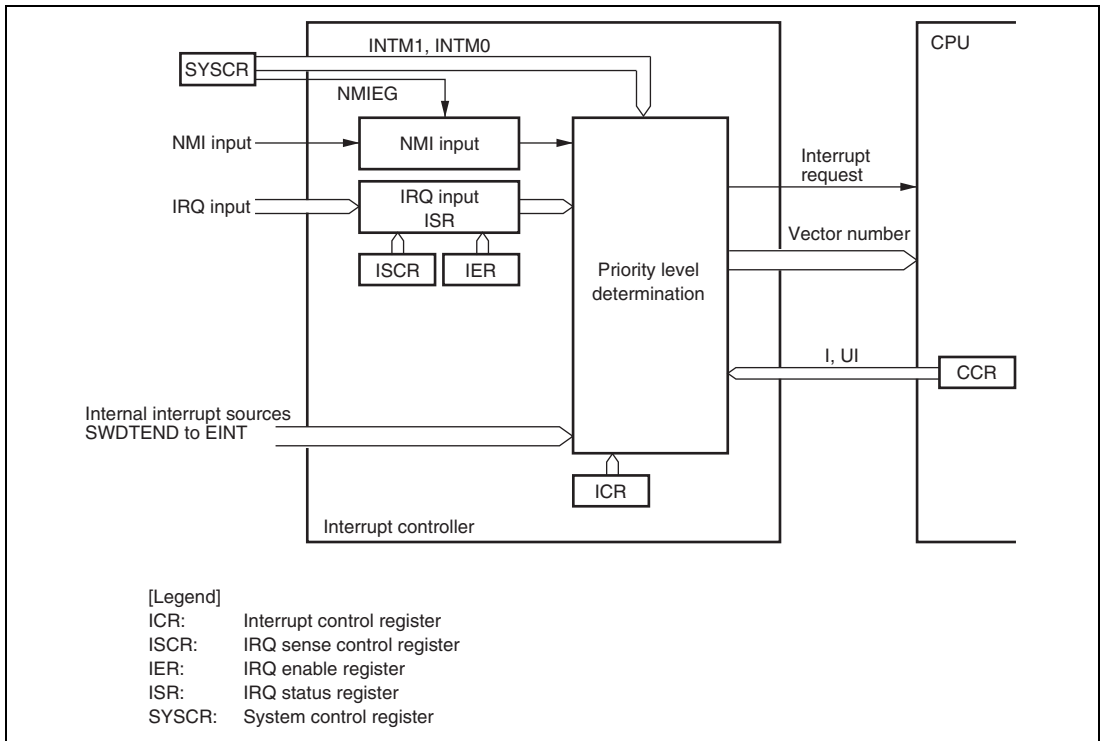 INTM1, INTM0
CPU
SYSCR
NMIEG
NMI input
NMI input
Interrupt
request
IRQ input
IRQ input
ISR
Vector number
ISCR
IER
Priority level
determination
I, UI
CCR
Internal interrupt sources
SWDTEND to EINT
ICR
Interrupt controller
[Legend]
ICR: Interrupt control register
ISCR: IRQ sense control register
IER: IRQ enable register
ISR: IRQ status register
SYSCR: System control register